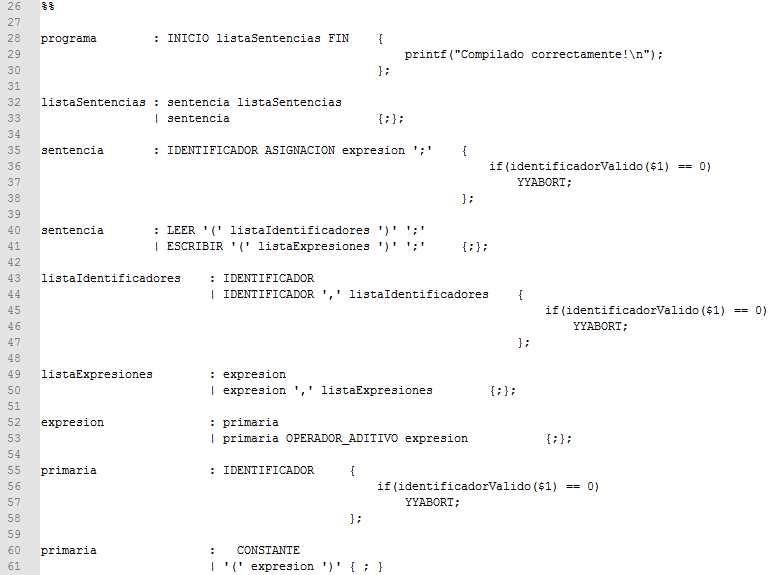 26 %%
27
28 programa : INICIO listaSentencias FIN {
29 printf("Compilado correctamente!\n");
30 };
31
32 listaSentencias : sentencia listaSentencias
33 | sentencia {;};
34
35 sentencia : IDENTIFICADOR ASIGNACION expresion ';' {
36 if(identificadorValido($1) == 0)
37 YYABORT;
38 };
39
40 sentencia : LEER '(' listaIdentificadores ')' ';'
41 | ESCRIBIR '(' listaExpresiones ')' ';' {;};
42
43 listaIdentificadores : IDENTIFICADOR
44 | IDENTIFICADOR ',' listaIdentificadores {
45 if(identificadorValido($1) == 0)
46 YYABORT;
47 };
48
49 listaExpresiones : expresion
50 | expresion ',' listaExpresiones {;};
51
52 expresion : primaria
53 | primaria OPERADOR_ADITIVO expresion {;};
54
55 primaria : IDENTIFICADOR {
56 if(identificadorValido($1) == 0)
57 YYABORT;
58 };
59
60 primaria : CONSTANTE
61 | '(' expresion ')' { ; }